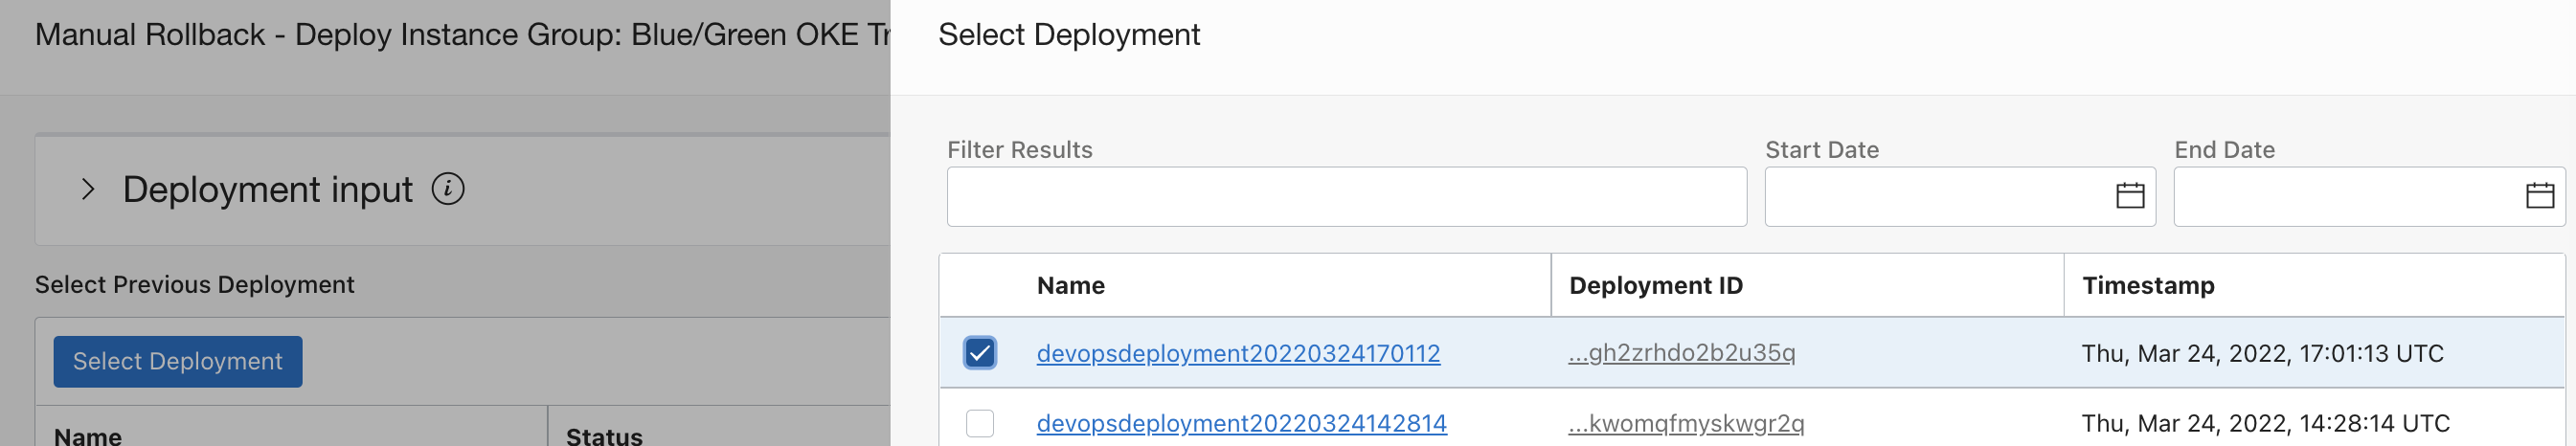 Manual Rollback - Deploy Instance Group: Blue/Green OKE
Deployment input
Select Previous Deployment
Select Deployment
Name Status
Select Deployment
Filter Results Start Date End Date
Name Deployment ID Timestamp
devopsdeployment20220324170112 ...gh2zrhdo2b2u35q Thu, Mar 24, 2022, 17:01:13 UTC
devopsdeployment20220324142814 ...kwomqfmyskwgr2q Thu, Mar 24, 2022, 14:28:14 UTC